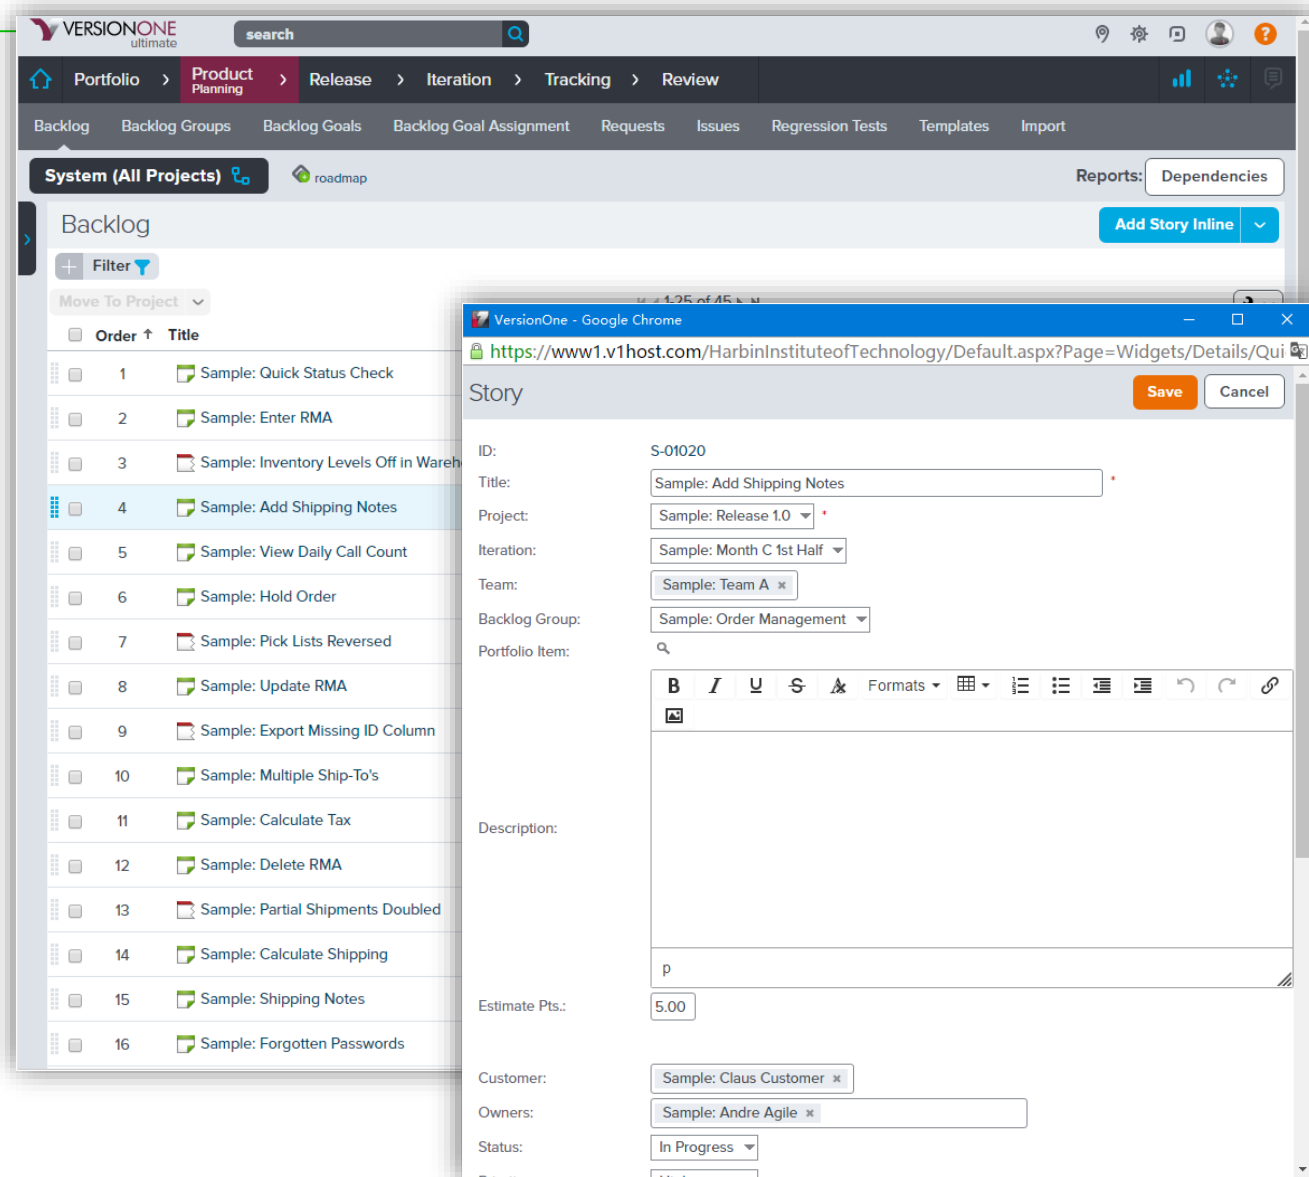 VERSIONONE
ultimate
search
Portfolio > Product Planning > Release > Iteration > Tracking > Review
Backlog Backlog Groups Backlog Goals Backlog Goal Assignment Requests Issues Regression Tests Templates Import
System (All Projects) roadmap Reports: Dependencies
Backlog Add Story Inline
+ Filter
Move To Project 1-25 of 45
Order ↑ Title
1 Sample: Quick Status Check
2 Sample: Enter RMA
3 Sample: Inventory Levels Off in Wareh
4 Sample: Add Shipping Notes
5 Sample: View Daily Call Count
6 Sample: Hold Order
7 Sample: Pick Lists Reversed
8 Sample: Update RMA
9 Sample: Export Missing ID Column
10 Sample: Multiple Ship-To's
11 Sample: Calculate Tax
12 Sample: Delete RMA
13 Sample: Partial Shipments Doubled
14 Sample: Calculate Shipping
15 Sample: Shipping Notes
16 Sample: Forgotten Passwords
VersionOne - Google Chrome
https://www1.v1host.com/HarbinInstituteofTechnology/Default.aspx?Page=Widgets/Details/Qui
Story Save Cancel
ID: S-01020
Title: Sample: Add Shipping Notes *
Project: Sample: Release 1.0 *
Iteration: Sample: Month C 1st Half
Team: Sample: Team A ×
Backlog Group: Sample: Order Management
Portfolio Item:
B I U S Formats
Description:
p
Estimate Pts.: 5.00
Customer: Sample: Claus Customer ×
Owners: Sample: Andre Agile ×
Status: In Progress